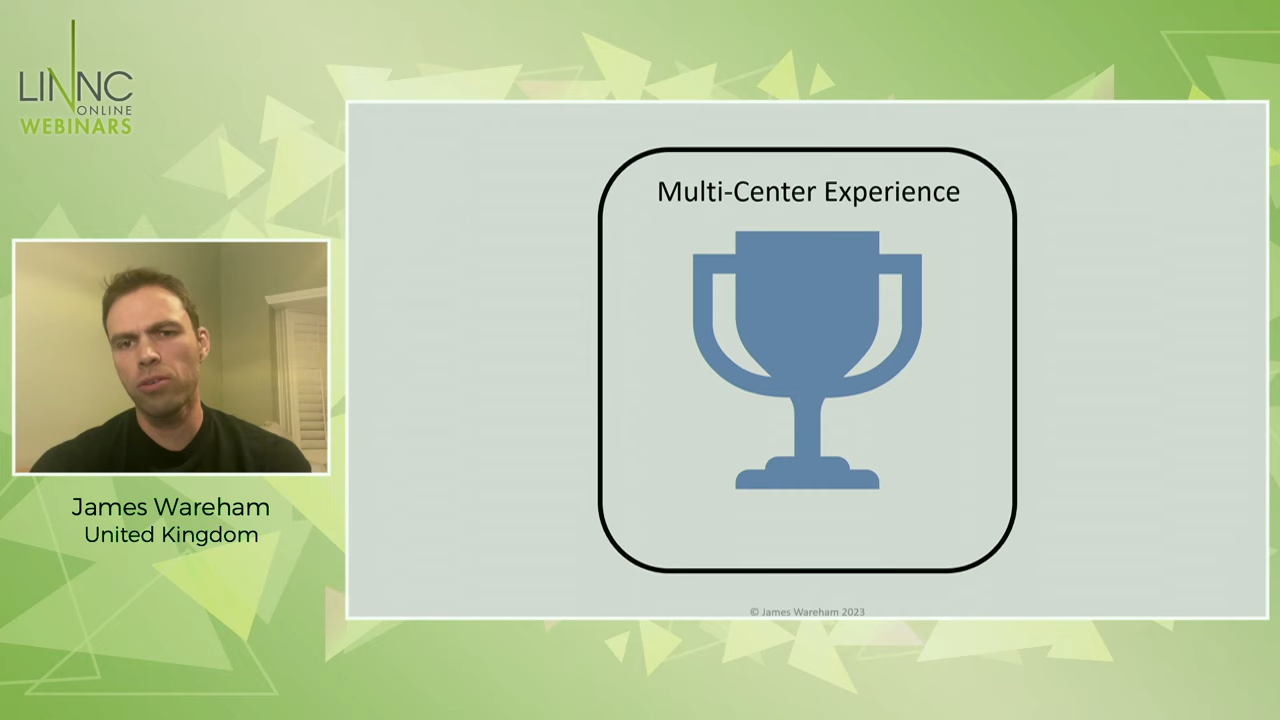 LINNC
ONLINE
WEBINARS
Multi-Center Experience
James Wareham
United Kingdom
© James Wareham 2023